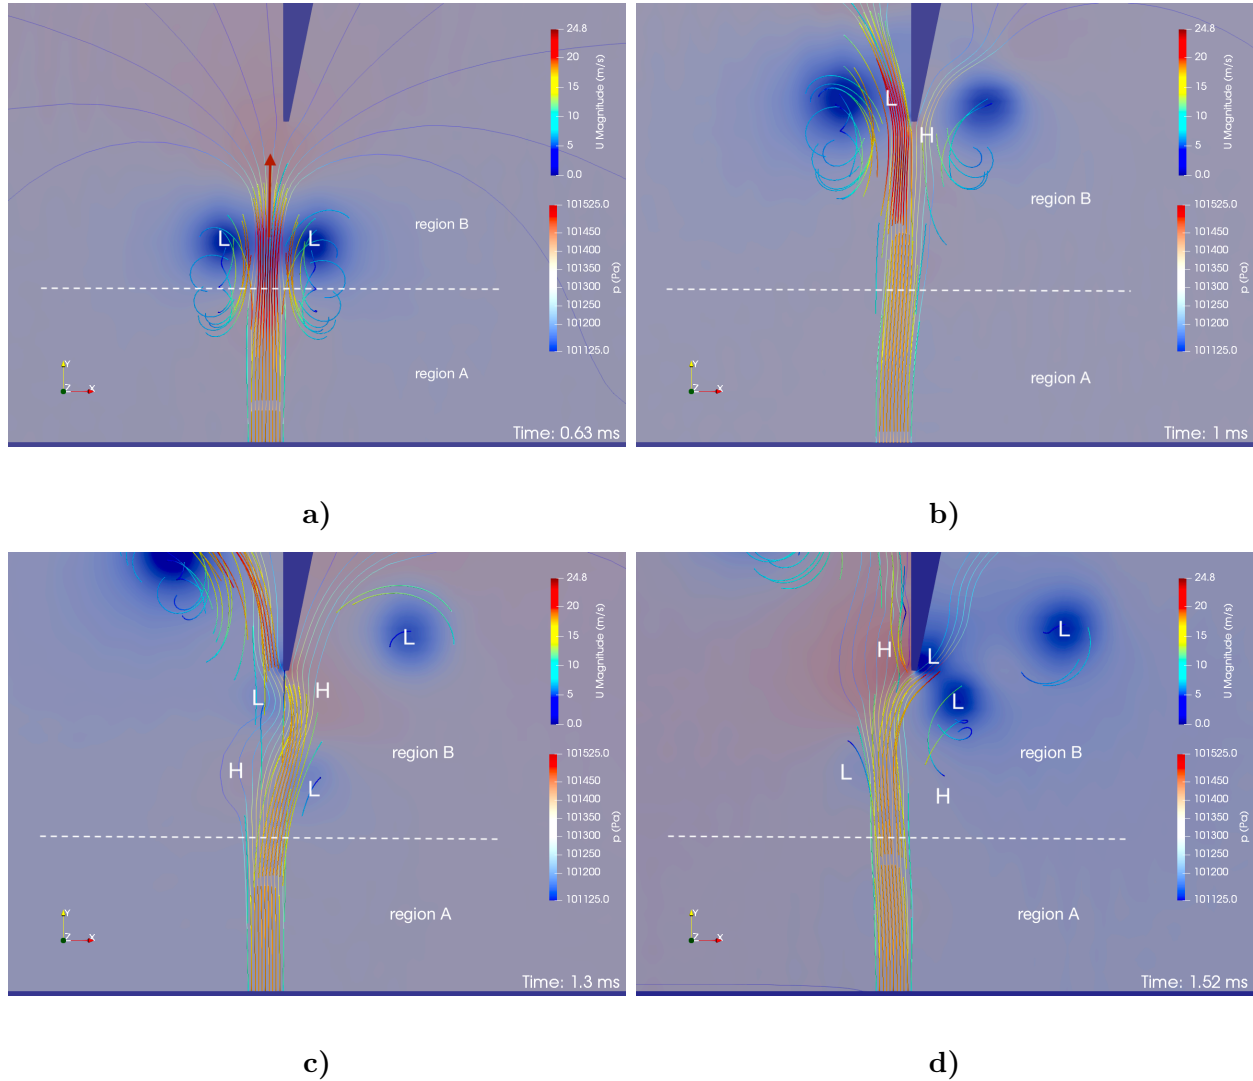 24.8
20
15
10
5
0.0
U Magnitude (m/s)
101525.0
101450
101400
101350
101300
101250
101200
101125.0
p (Pa)
L
L
region B
region A
Y
Z
X
Time: 0.63 ms
a)
24.8
20
15
10
5
0.0
U Magnitude (m/s)
101525.0
101450
101400
101350
101300
101250
101200
101125.0
p (Pa)
L
H
region B
region A
Y
Z
X
Time: 1 ms
b)
24.8
20
15
10
5
0.0
U Magnitude (m/s)
101525.0
101450
101400
101350
101300
101250
101200
101125.0
p (Pa)
L
L
H
H
L
region B
region A
Y
Z
X
Time: 1.3 ms
c)
24.8
20
15
10
5
0.0
U Magnitude (m/s)
101525.0
101450
101400
101350
101300
101250
101200
101125.0
p (Pa)
L
H
L
L
L
H
region B
region A
Y
Z
X
Time: 1.52 ms
d)